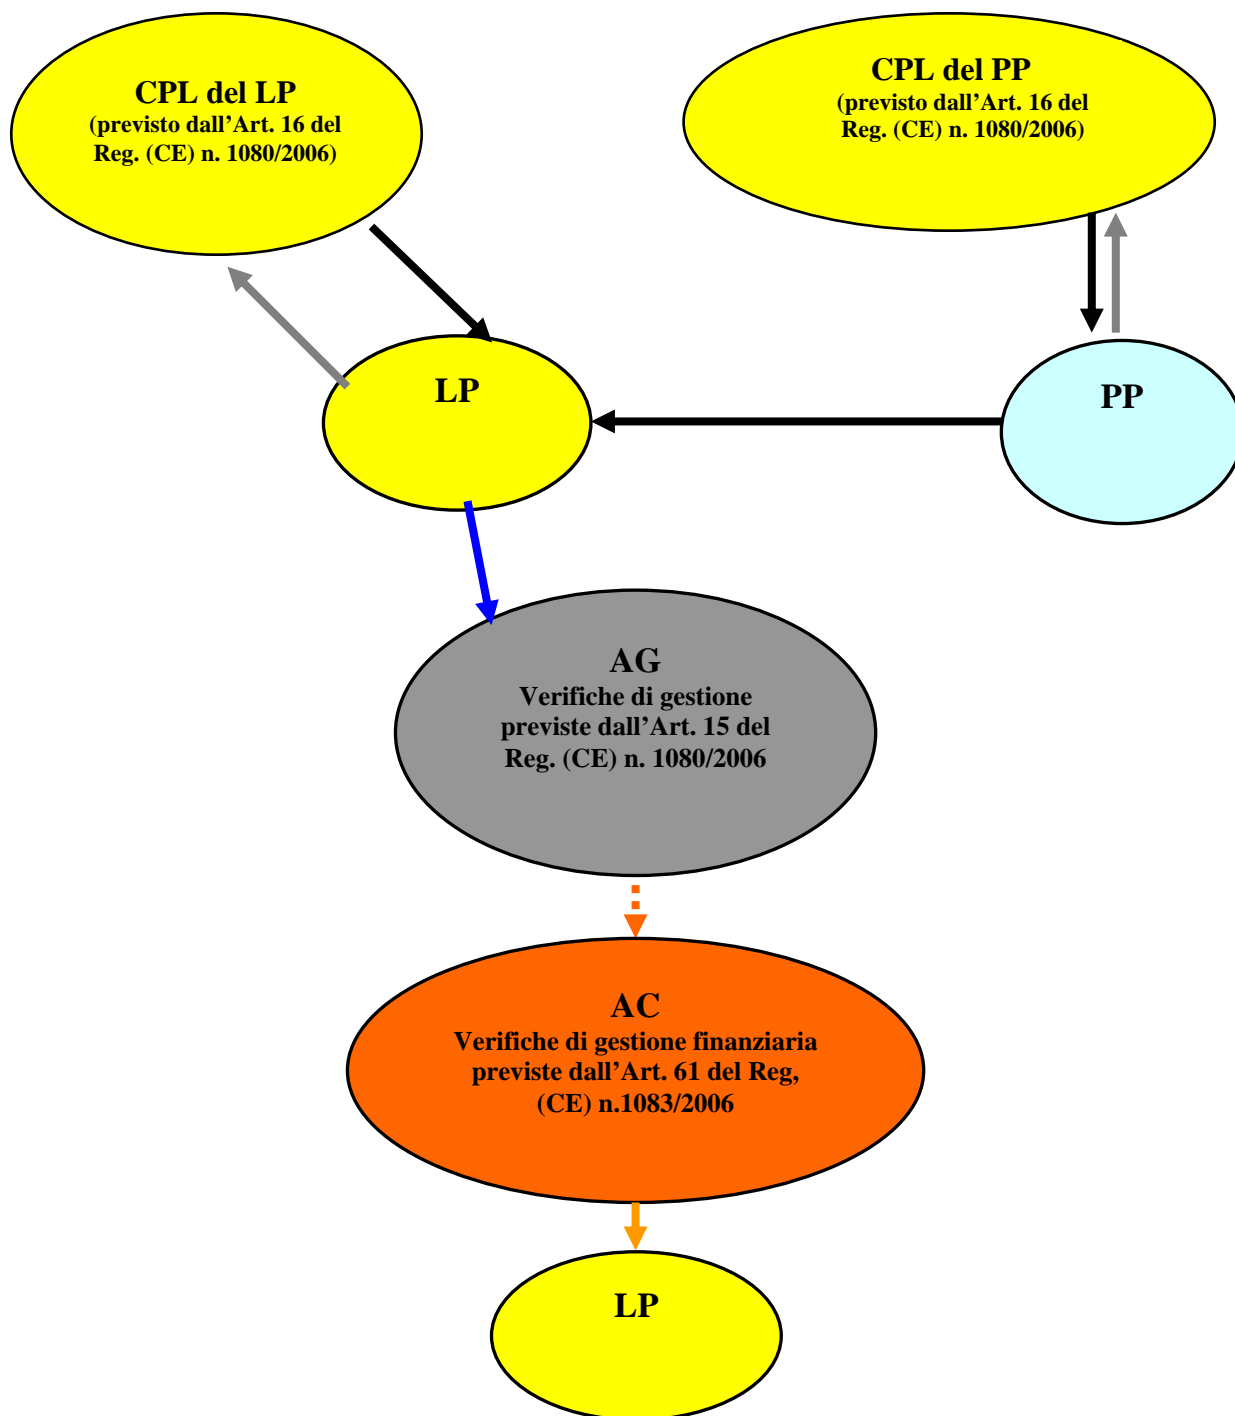 CPL del LP
(previsto dall’Art. 16 del
Reg. (CE) n. 1080/2006)
CPL del PP
(previsto dall’Art. 16 del
Reg. (CE) n. 1080/2006)
LP
PP
AG
Verifiche di gestione
previste dall’Art. 15 del
Reg. (CE) n. 1080/2006
AC
Verifiche di gestione finanziaria
previste dall’Art. 61 del Reg,
(CE) n.1083/2006
LP